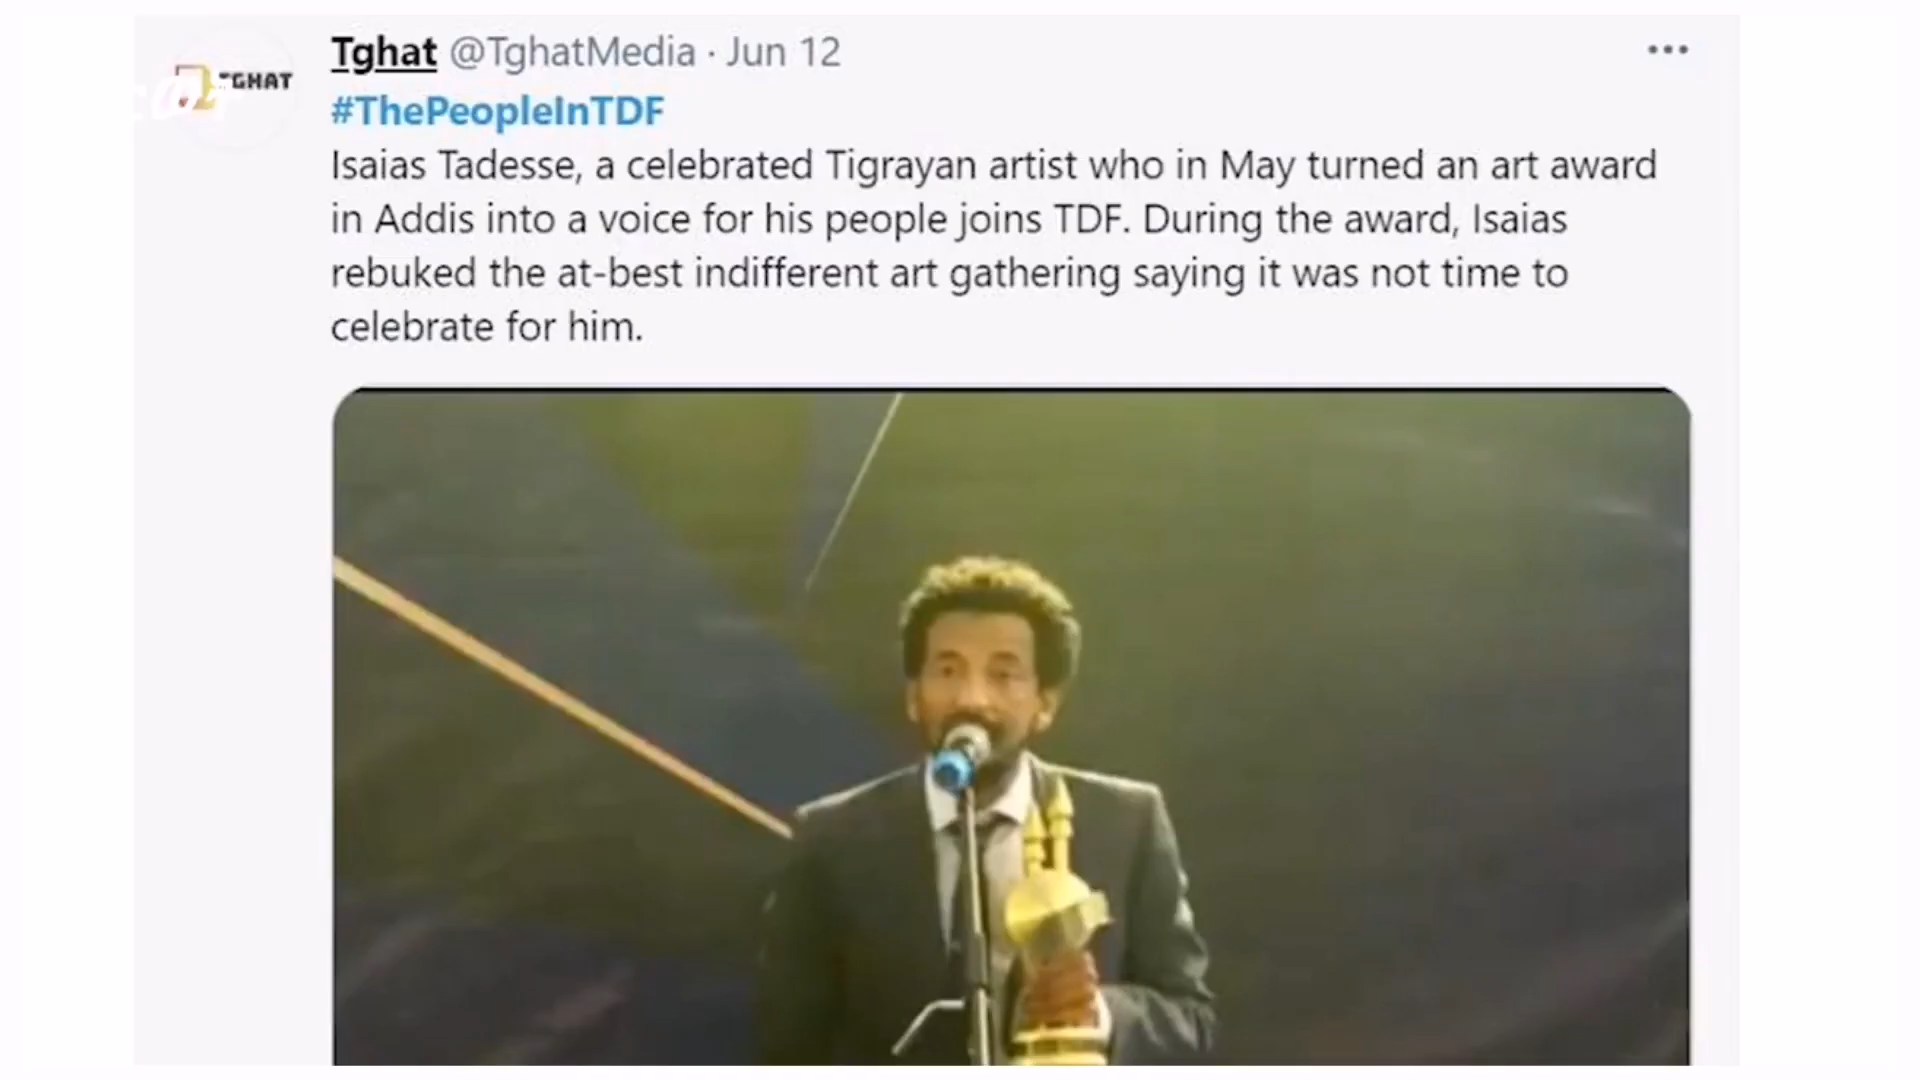 Tghat @TghatMedia · Jun 12
TGHAT
#ThePeopleInTDF
Isaias Tadesse, a celebrated Tigrayan artist who in May turned an art award
in Addis into a voice for his people joins TDF. During the award, Isaias
rebuked the at-best indifferent art gathering saying it was not time to
celebrate for him.